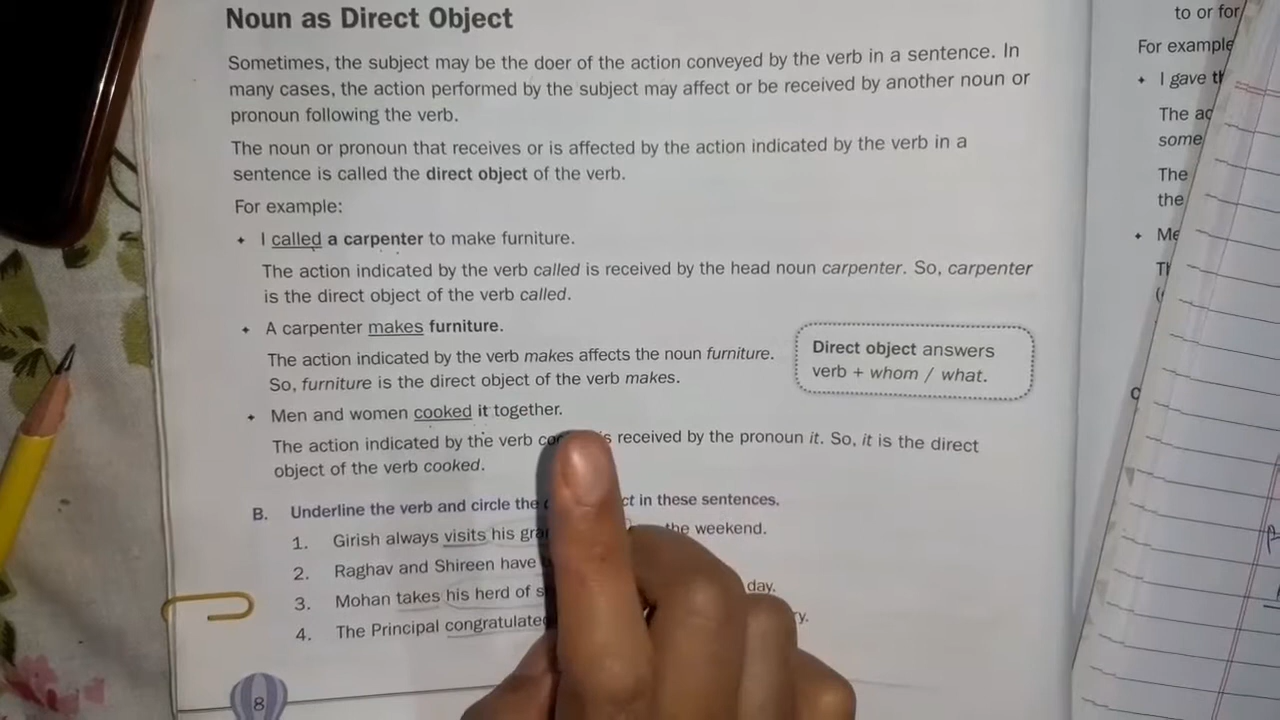 Noun as Direct Object
Sometimes, the subject may be the doer of the action conveyed by the verb in a sentence. In
many cases, the action performed by the subject may affect or be received by another noun or
pronoun following the verb.
The noun or pronoun that receives or is affected by the action indicated by the verb in a
sentence is called the direct object of the verb.
For example:
✦ I called a carpenter to make furniture.
The action indicated by the verb called is received by the head noun carpenter. So, carpenter
is the direct object of the verb called.
✦ A carpenter makes furniture.
The action indicated by the verb makes affects the noun furniture.
So, furniture is the direct object of the verb makes.
Direct object answers
verb + whom / what.
✦ Men and women cooked it together.
The action indicated by the verb received by the pronoun it. So, it is the direct
object of the verb cooked.
B. Underline the verb and circle the in these sentences.
1. Girish always visits his the weekend.
2. Raghav and Shireen have
3. Mohan takes his herd of day.
4. The Principal
8
to or for
For example
✦ I gave
The
some
The
the
✦